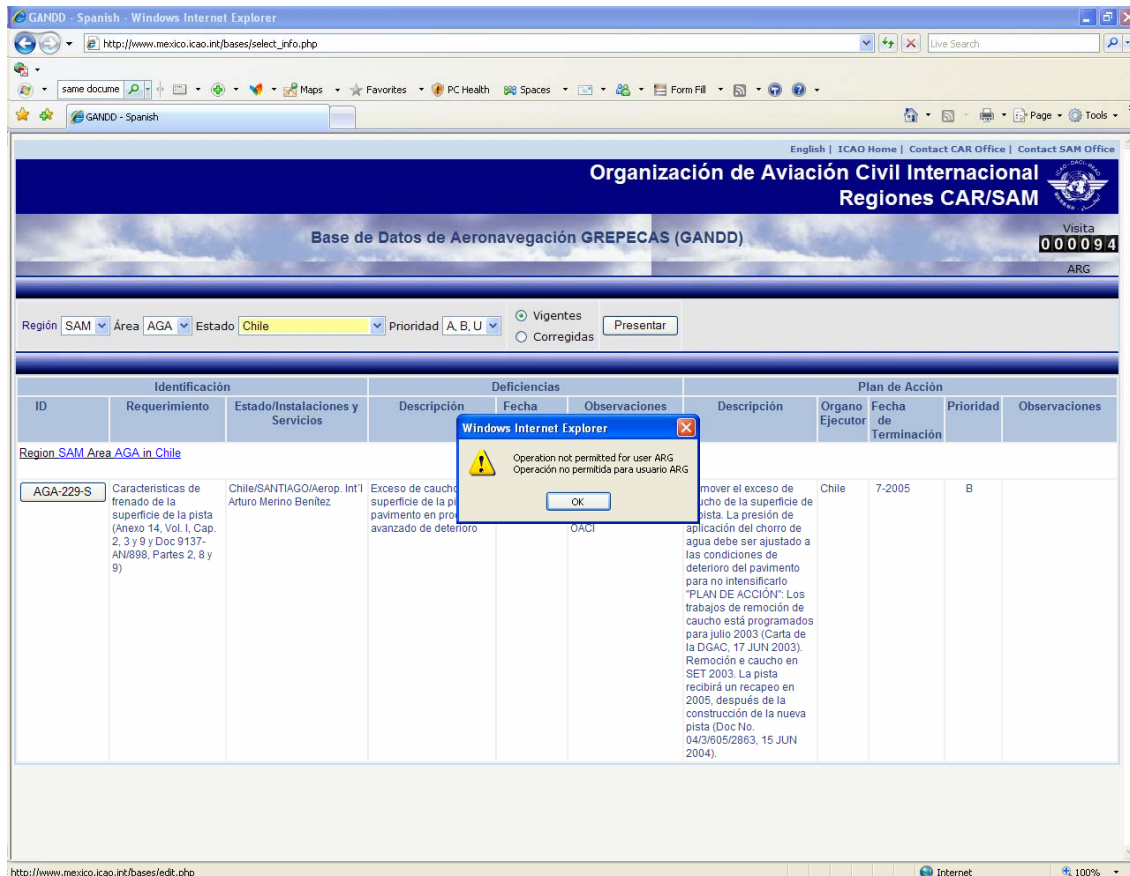 GANDD - Spanish - Windows Internet Explorer
http://www.mexico.icao.int/bases/select_info.php
Live Search
same docume
Maps
Favorites
PC Health
Spaces
Form Fill
GANDD - Spanish
Page
Tools
English | ICAO Home | Contact CAR Office | Contact SAM Office
Organización de Aviación Civil Internacional
Regiones CAR/SAM
Base de Datos de Aeronavegación GREPECAS (GANDD)
Visita
000094
ARG
Región SAM Área AGA Estado Chile Prioridad A, B, U
Vigentes
Corregidas
Presentar
Identificación
Deficiencias
Plan de Acción
ID
Requerimiento
Estado/Instalaciones y
Servicios
Descripción
Fecha
Observaciones
Descripción
Organo
Ejecutor
Fecha
de
Terminación
Prioridad
Observaciones
Region SAM Area AGA in Chile
AGA-229-S
Caracteristicas de
frenado de la
superficie de la pista
(Anexo 14, Vol. I, Cap.
2, 3 y 9 y Doc 9137-
AN/898, Partes 2, 8 y
9)
Chile/SANTIAGO/Aerop. Int'l
Arturo Merino Benítez
Exceso de caucho
superficie de la
pavimento en
avanzado de deterioro
OACI
el exceso de
de la superficie de
pista. La presión de
aplicación del chorro de
agua debe ser ajustado a
las condiciones de
deterioro del pavimento
para no intensificarlo
"PLAN DE ACCIÓN": Los
trabajos de remoción de
caucho está programados
para julio 2003 (Carta de
la DGAC, 17 JUN 2003).
Remoción e caucho en
SET 2003. La pista
recibirá un recapeo en
2005, después de la
construcción de la nueva
pista (Doc No.
04/3/605/2863, 15 JUN
2004).
Chile
7-2005
B
Windows Internet Explorer
Operation not permitted for user ARG
Operación no permitida para usuario ARG
OK
http://www.mexico.icao.int/bases/edit.php
Internet
100%